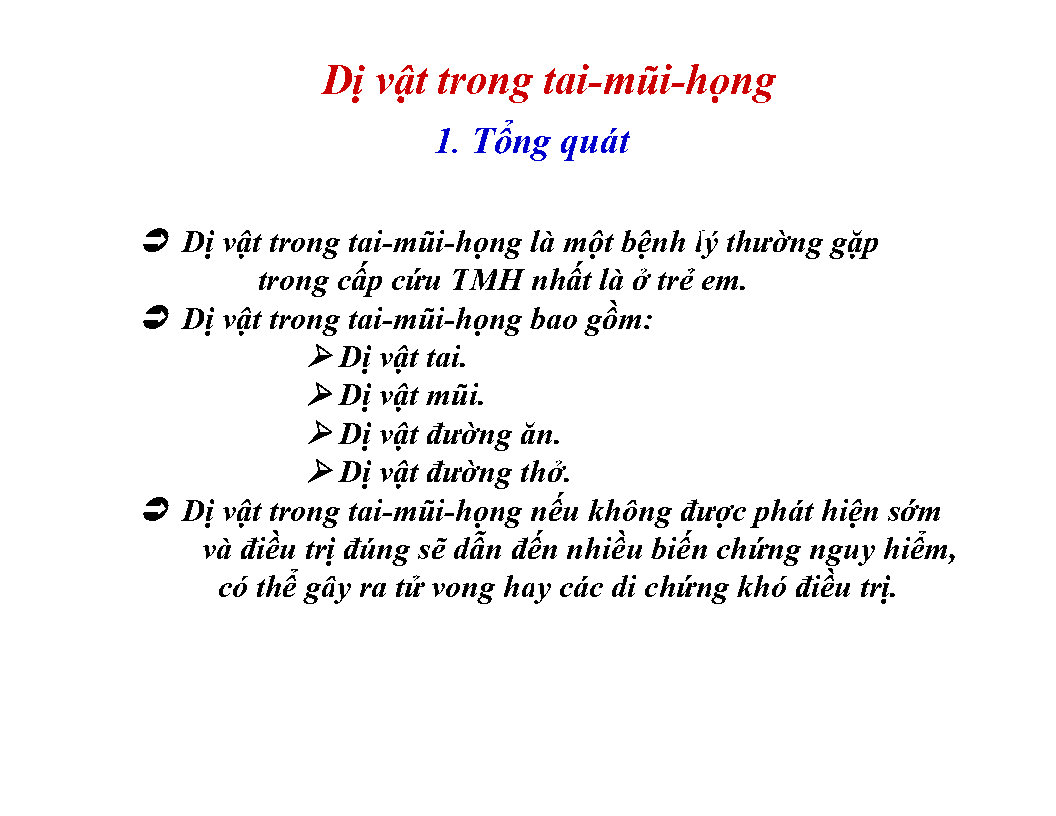 Dị vật trong tai-mũi-họng
1. Tổng quát
➲ Dị vật trong tai-mũi-họng là một bệnh lý thường gặp
trong cấp cứu TMH nhất là ở trẻ em.
➲ Dị vật trong tai-mũi-họng bao gồm:
➢ Dị vật tai.
➢ Dị vật mũi.
➢ Dị vật đường ăn.
➢ Dị vật đường thở.
➲ Dị vật trong tai-mũi-họng nếu không được phát hiện sớm
và điều trị đúng sẽ dẫn đến nhiều biến chứng nguy hiểm,
có thể gây ra tử vong hay các di chứng khó điều trị.